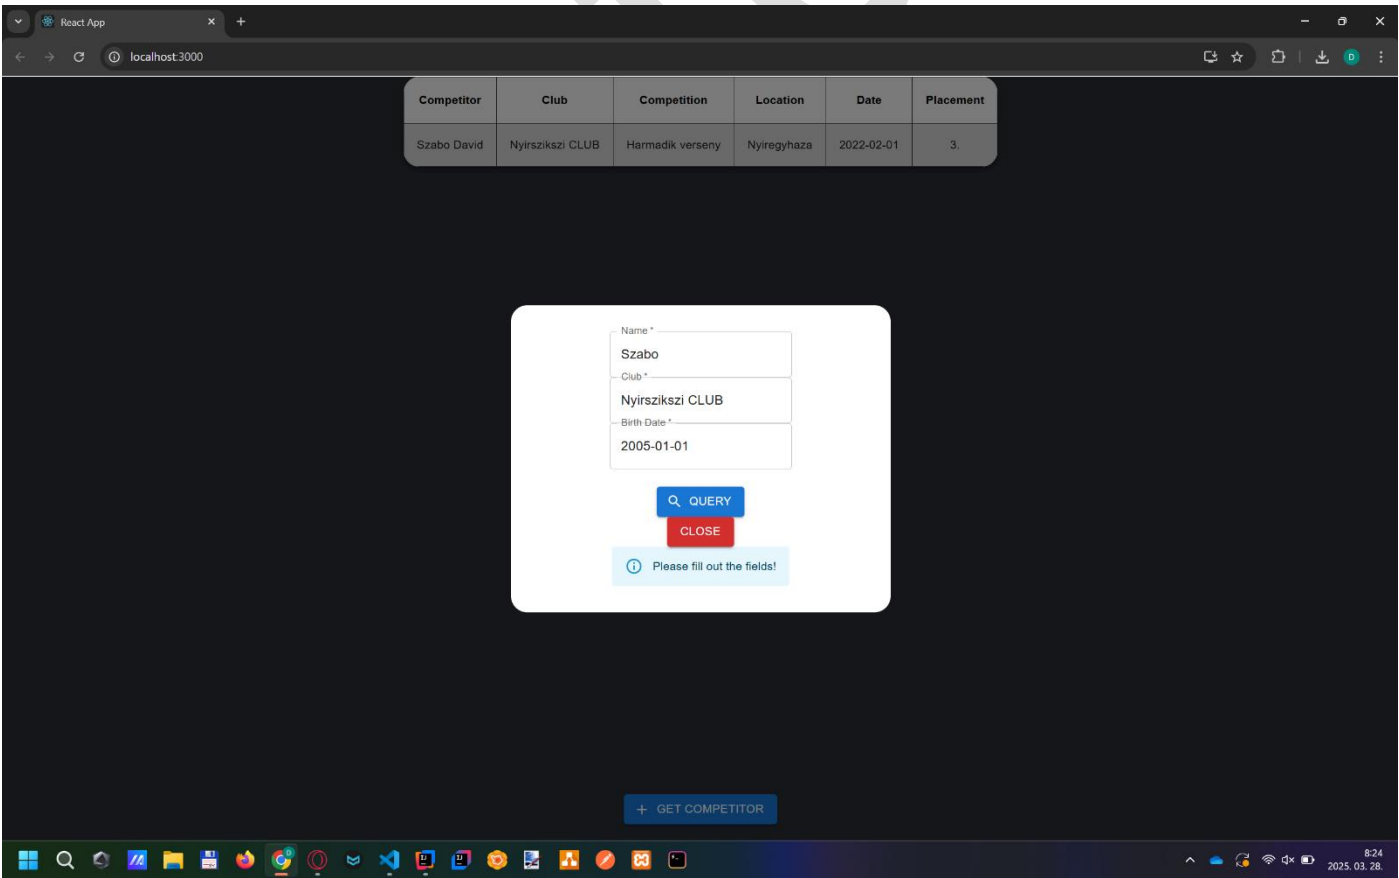 React App
localhost:3000
D
Competitor Club Competition Location Date Placement
Szabo David Nyirszikszi CLUB Harmadik verseny Nyiregyhaza 2022-02-01 3.
Name *
Szabo
Club *
Nyirszikszi CLUB
Birth Date *
2005-01-01
QUERY
CLOSE
Please fill out the fields!
+ GET COMPETITOR
8:24
2025. 03. 28.